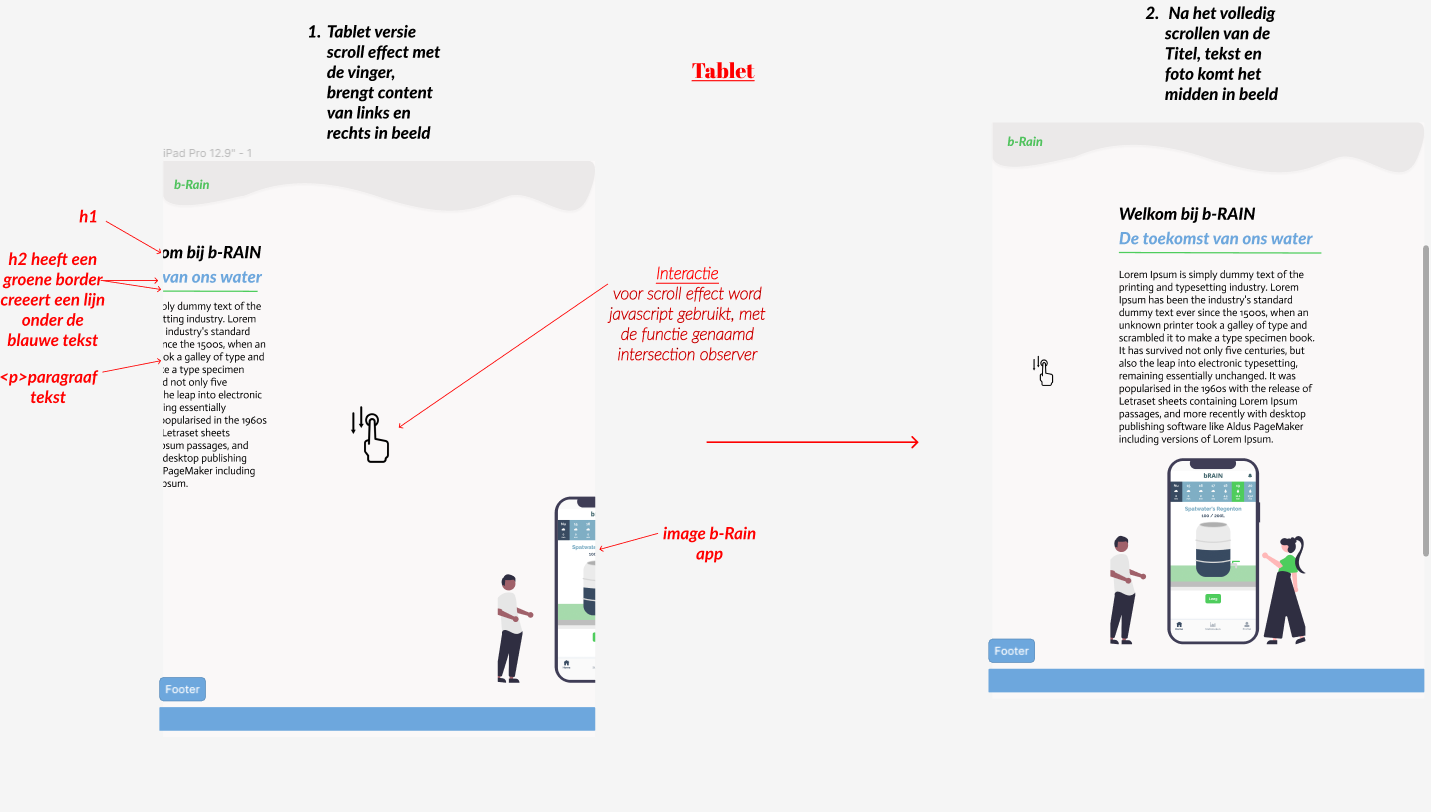 1. Tablet versie
scroll effect met
de vinger,
brengt content
van links en
rechts in beeld
Tablet
2. Na het volledig
scrollen van de
Titel, tekst en
foto komt het
midden in beeld
iPad Pro 12.9" - 1
b-Rain
h1
om bij b-RAIN
h2 heeft een
groene border
creeert een lijn
onder de
blauwe tekst
van ons water
<p>paragraaf
tekst
ply dummy text of the
tting industry. Lorem
industry's standard
nce the 1500s, when an
ok a galley of type and
e a type specimen
d not only five
he leap into electronic
ing essentially
popularised in the 1960s
Letraset sheets
psum passages, and
desktop publishing
PageMaker including
psum.
Interactie
voor scroll effect word
javascript gebruikt, met
de functie genaamd
intersection observer
image b-Rain
app
Footer
b-Rain
Welkom bij b-RAIN
De toekomst van ons water
Lorem Ipsum is simply dummy text of the
printing and typesetting industry. Lorem
Ipsum has been the industry's standard
dummy text ever since the 1500s, when an
unknown printer took a galley of type and
scrambled it to make a type specimen book.
It has survived not only five centuries, but
also the leap into electronic typesetting,
remaining essentially unchanged. It was
popularised in the 1960s with the release of
Letraset sheets containing Lorem Ipsum
passages, and more recently with desktop
publishing software like Aldus PageMaker
including versions of Lorem Ipsum.
bRAIN
Spatwater's Regenton
100 / 200L
Footer